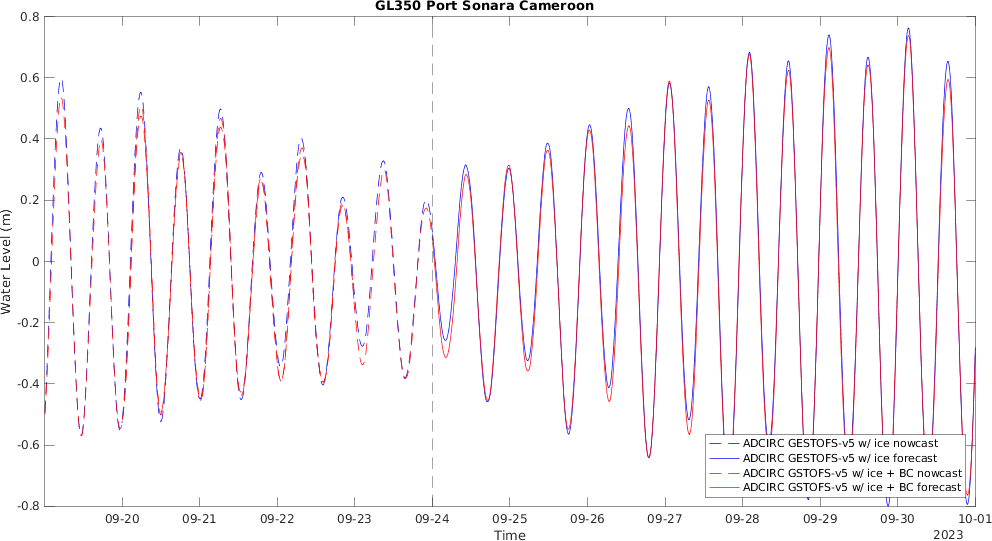 GL350 Port Sonara Cameroon
0.8
0.6
0.4
0.2
0
-0.2
-0.4
-0.6
-0.8
Water Level (m)
ADCIRC GESTOFS-v5 w/ ice nowcast
ADCIRC GESTOFS-v5 w/ ice forecast
ADCIRC GSTOFS-v5 w/ ice + BC nowcast
ADCIRC GSTOFS-v5 w/ ice + BC forecast
09-20 09-21 09-22 09-23 09-24 09-25 09-26 09-27 09-28 09-29 09-30 10-01
Time
2023